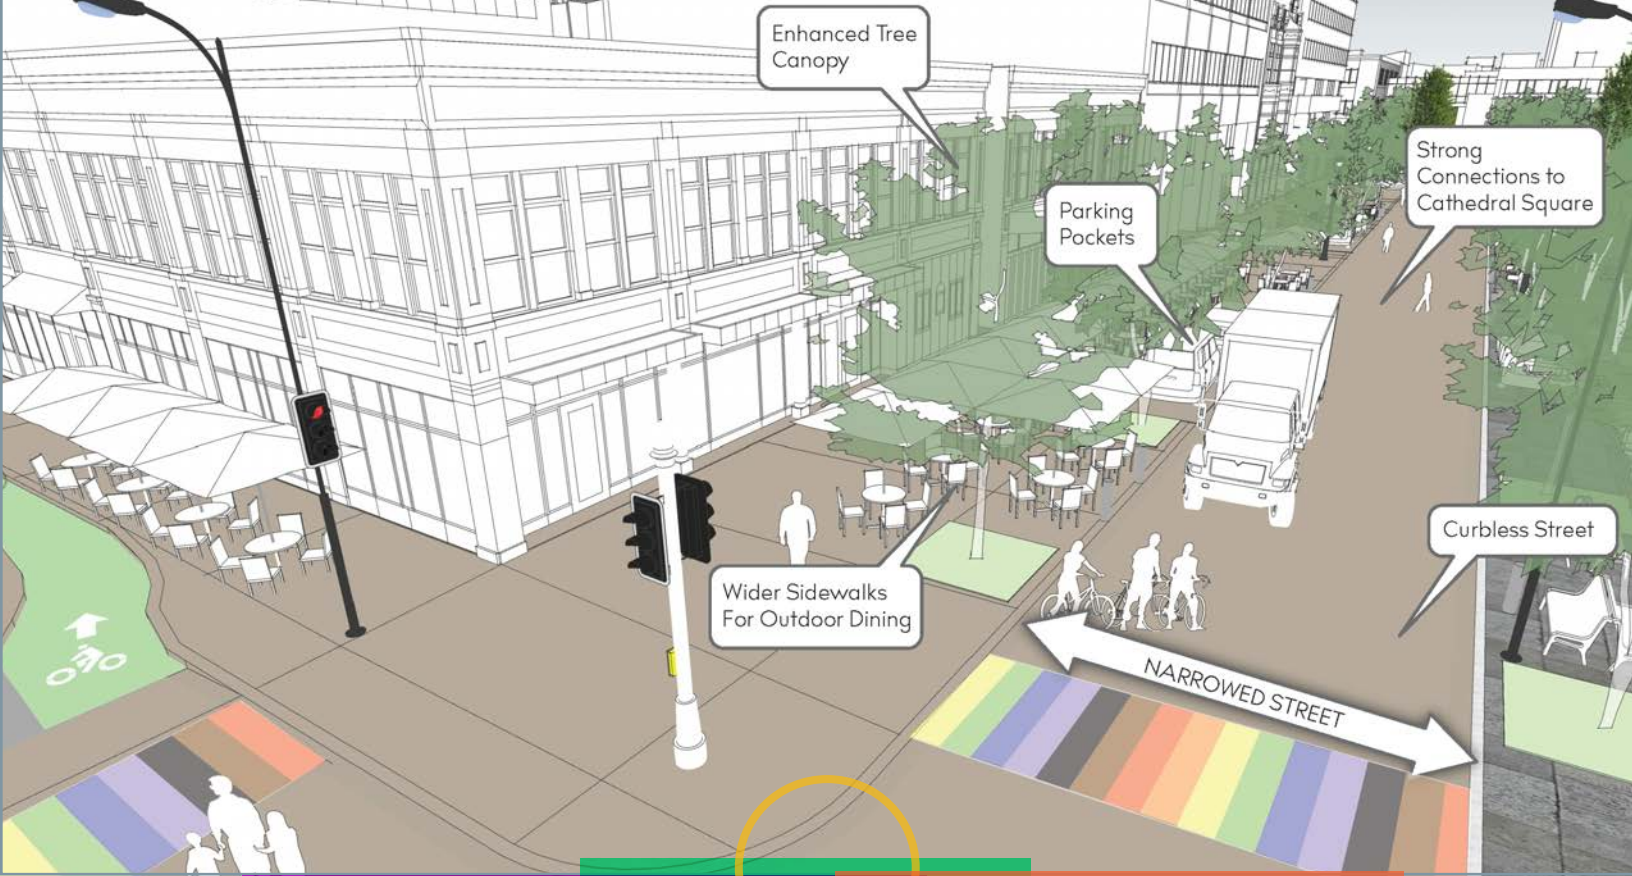 Enhanced Tree
Canopy
Strong
Connections to
Cathedral Square
Parking
Pockets
Curbless Street
Wider Sidewalks
For Outdoor Dining
NARROWED STREET